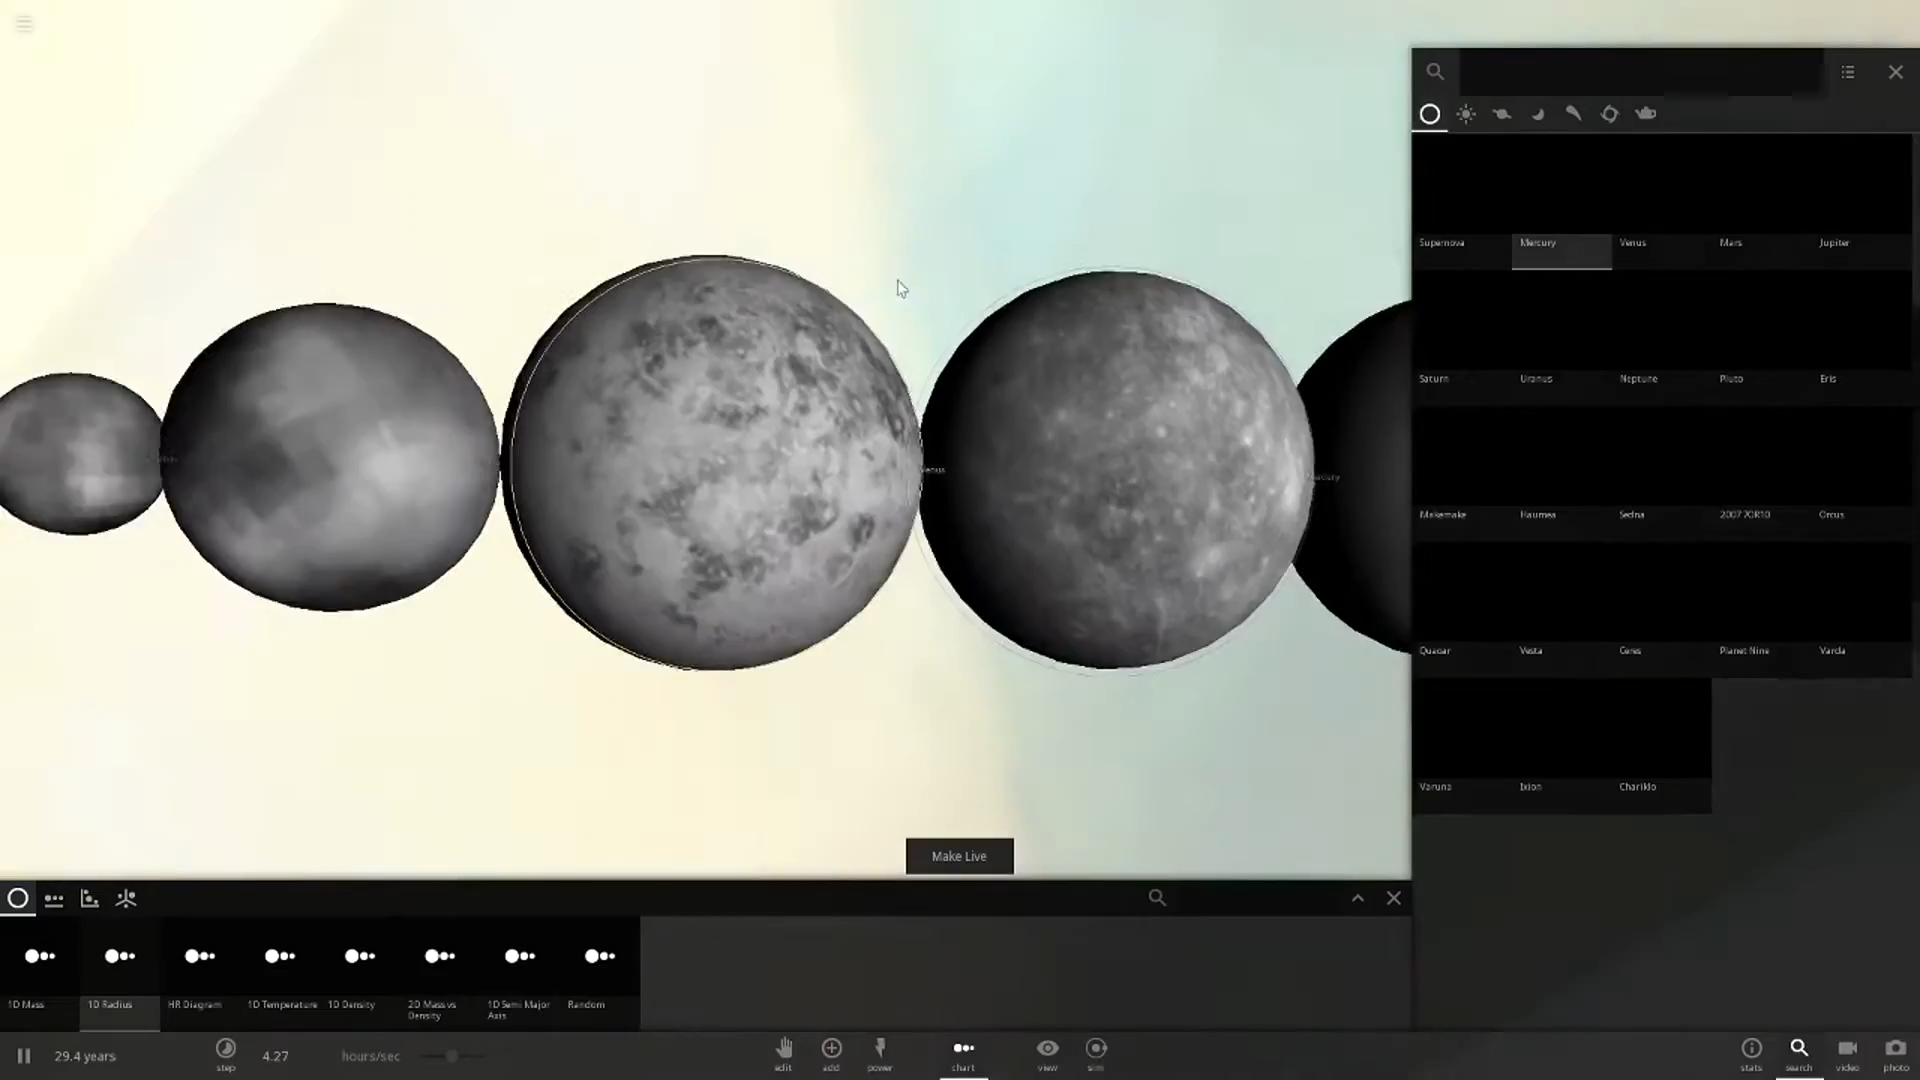 Supernova Mercury Venus Mars Jupiter
Saturn Uranus Neptune Pluto Eris
Venus
Makemake Haumea Sedna 2007 OR10 Orcus
Quaoar Vesta Ceres Planet Nine Varda
Varuna Ixion Chariklo
Make Live
1D Mass 1D Radius HR Diagram 1D Temperature 1D Density 2D Mass vs Density 1D Semi Major Axis Random
29.4 years step 4.27 hours/sec edit add power chart view sim stats search video photo